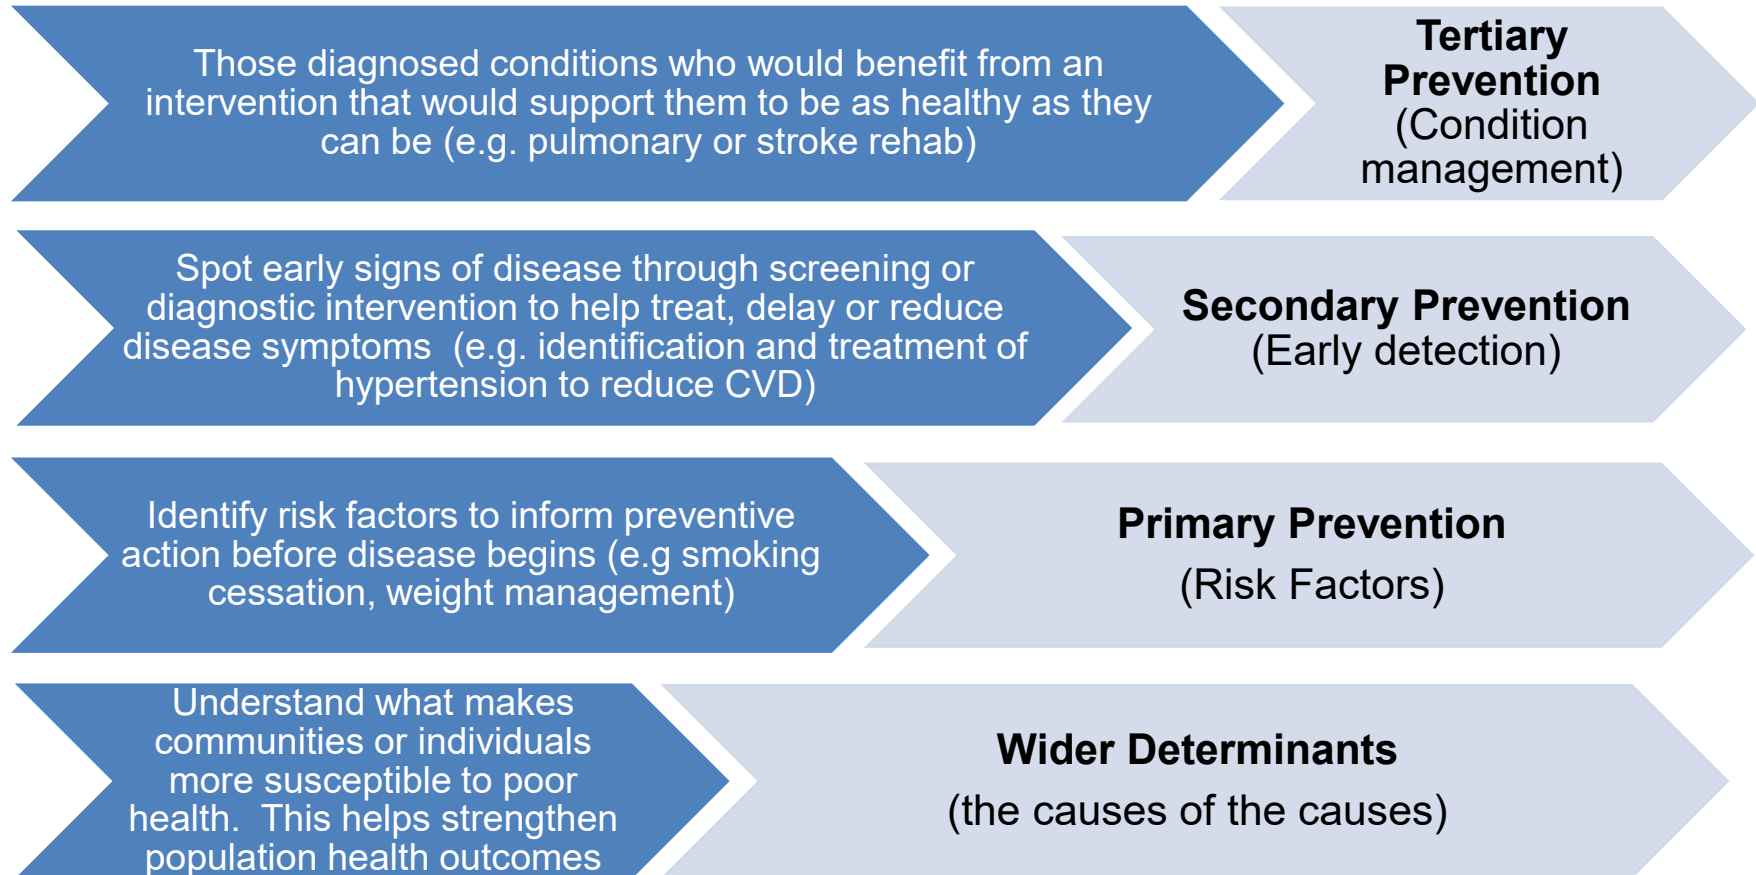 Those diagnosed conditions who would benefit from an
intervention that would support them to be as healthy as they
can be (e.g. pulmonary or stroke rehab)
Tertiary
Prevention
(Condition
management)
Spot early signs of disease through screening or
diagnostic intervention to help treat, delay or reduce
disease symptoms  (e.g. identification and treatment of
hypertension to reduce CVD)
Secondary Prevention
(Early detection)
Identify risk factors to inform preventive
action before disease begins (e.g smoking
cessation, weight management)
Primary Prevention
(Risk Factors)
Understand what makes
communities or individuals
more susceptible to poor
health.  This helps strengthen
population health outcomes
Wider Determinants
(the causes of the causes)